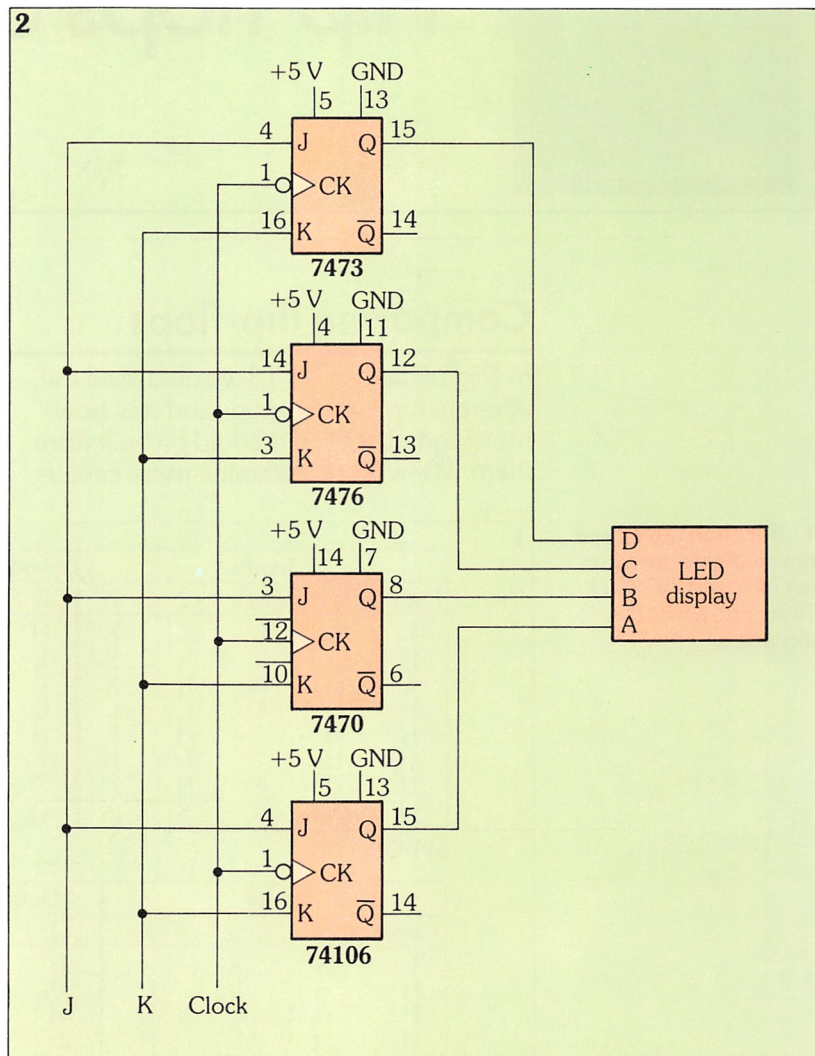 2
+5 V GND
5 13
4 J Q 15
1 CK
16 K Q̅ 14
7473
+5 V GND
4 11
14 J Q 12
1 CK
3 K Q̅ 13
7476
+5 V GND
14 7
3 J Q 8
12 CK
10 K Q̅ 6
7470
+5 V GND
5 13
4 J Q 15
1 CK
16 K Q̅ 14
74106
D
C LED
B display
A
J K Clock